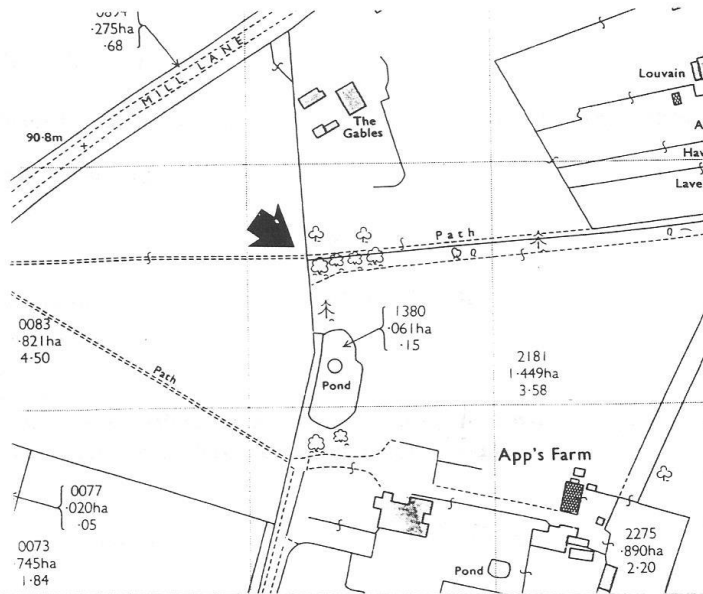 ·275ha
·68
MILL LANE
90·8m
The
Gables
Louvain
Path
1380
·061ha
·15
0083
·821ha
4·50
Path
Pond
2181
1·449ha
3·58
App's Farm
0077
·020ha
·05
0073
1·84
2275
Pond
2·20